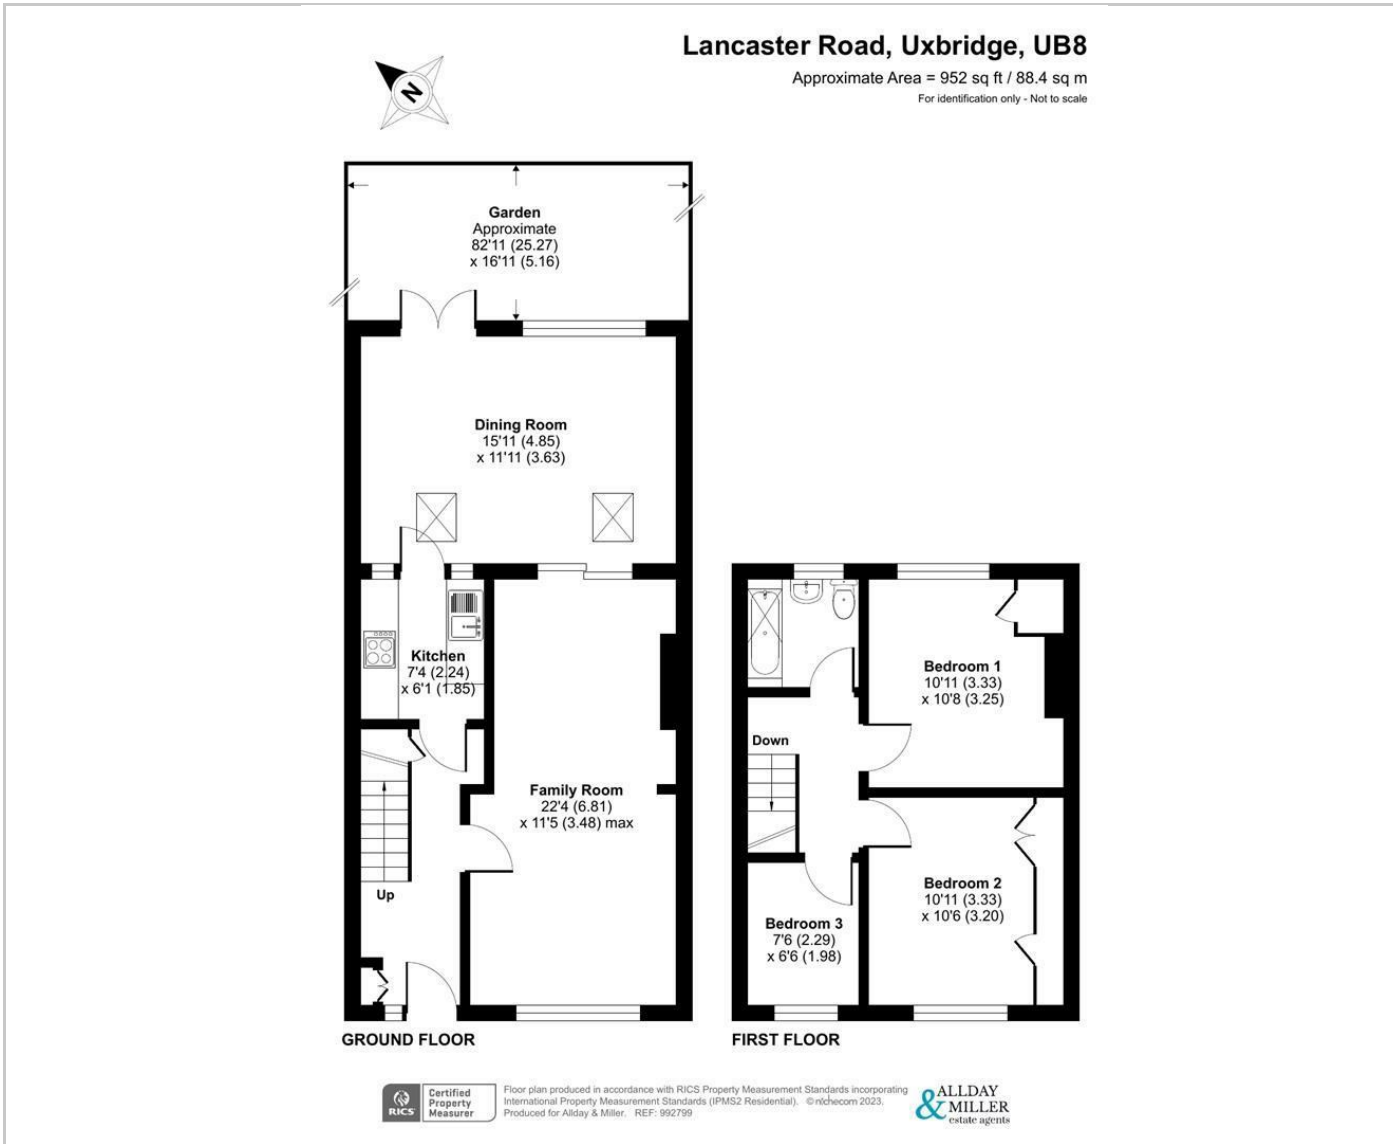 Lancaster Road, Uxbridge, UB8
Approximate Area = 952 sq ft / 88.4 sq m
For identification only - Not to scale
N
Garden
Approximate
82'11 (25.27)
x 16'11 (5.16)
Dining Room
15'11 (4.85)
x 11'11 (3.63)
Kitchen
7'4 (2.24)
x 6'1 (1.85)
Family Room
22'4 (6.81)
x 11'5 (3.48) max
Up
GROUND FLOOR
Bedroom 1
10'11 (3.33)
x 10'8 (3.25)
Down
Bedroom 2
10'11 (3.33)
x 10'6 (3.20)
Bedroom 3
7'6 (2.29)
x 6'6 (1.98)
FIRST FLOOR
RICS
Certified
Property
Measurer
Floor plan produced in accordance with RICS Property Measurement Standards incorporating
International Property Measurement Standards (IPMS2 Residential). © nichecom 2023.
Produced for Allday & Miller. REF: 992799
ALLDAY
& MILLER
estate agents